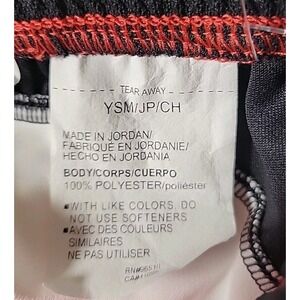 TEAR AWAY
YSM/JP/CH
MADE IN JORDAN/
FABRIQUÉ EN JORDANIE/
HECHO EN JORDANIA
BODY/CORPS/CUERPO
100% POLYESTER/poliéster
■WITH LIKE COLORS, DO
NOT USE SOFTENERS
■AVEC DES COULEURS
SIMILAIRES
NE PAS UTILISER